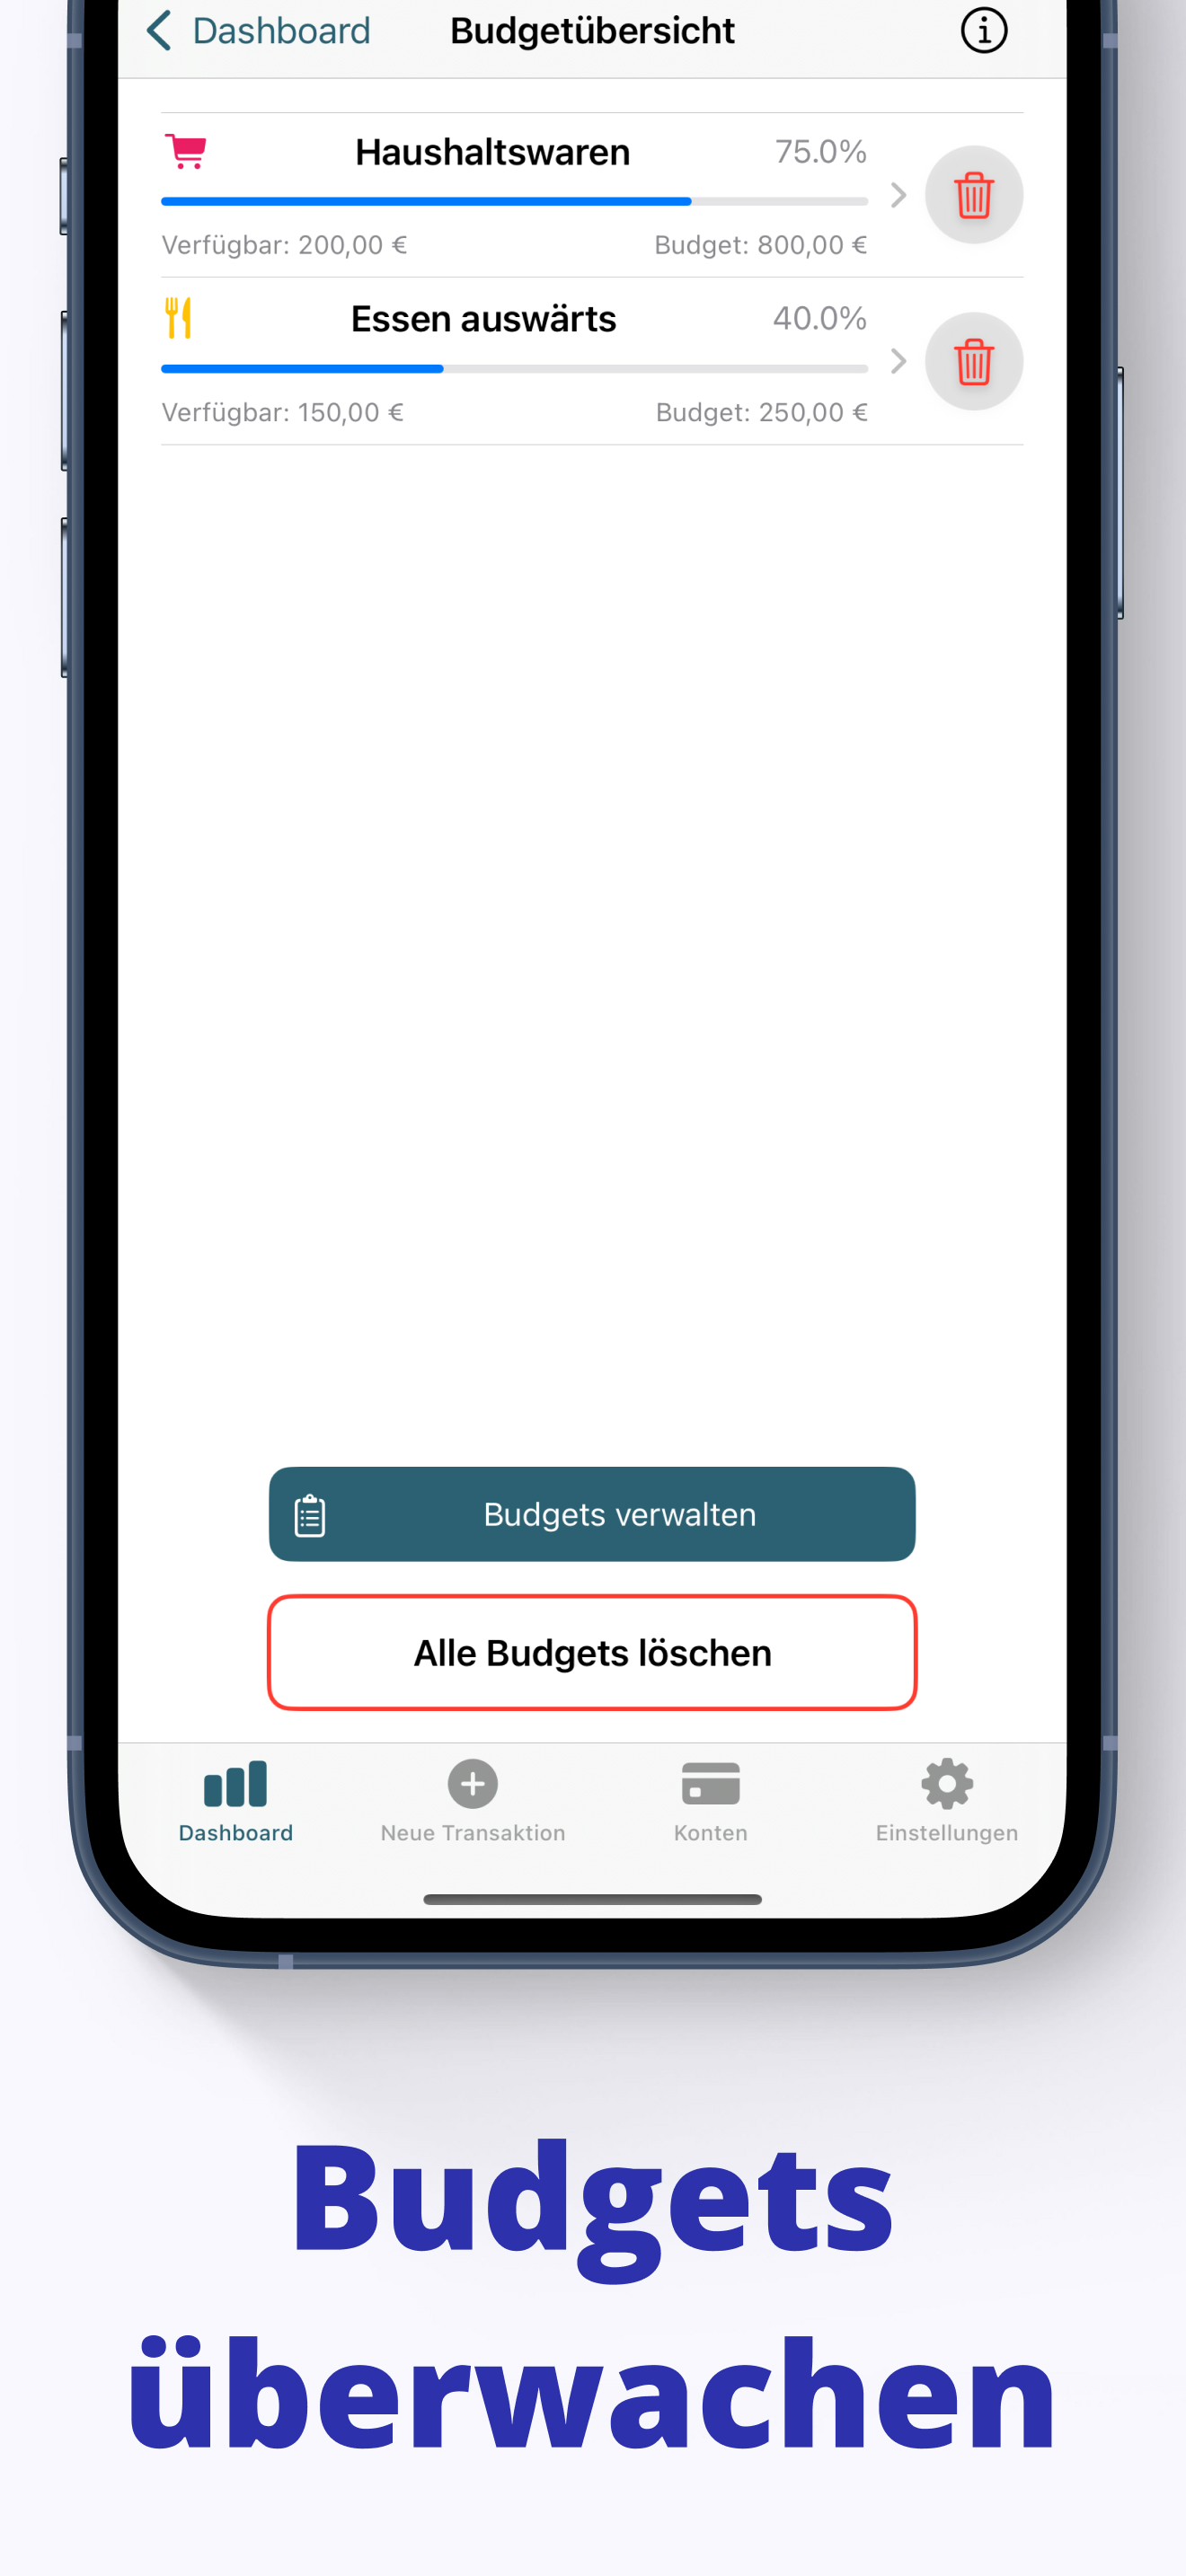 Dashboard Budgetübersicht
Haushaltswaren 75.0%
Verfügbar: 200,00 € Budget: 800,00 €
Essen auswärts 40.0%
Verfügbar: 150,00 € Budget: 250,00 €
Budgets verwalten
Alle Budgets löschen
Dashboard Neue Transaktion Konten Einstellungen
Budgets
überwachen